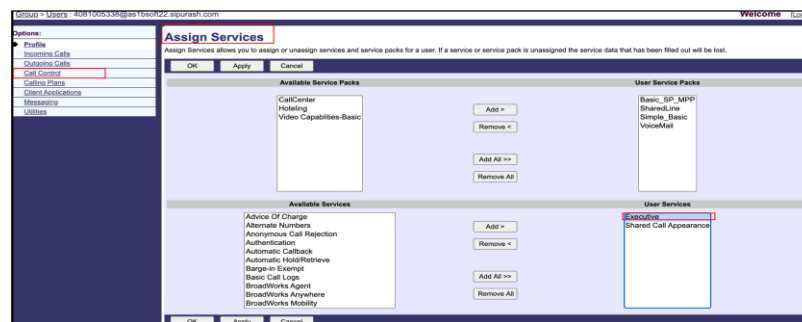 Group > Users : 4081005338@as1bsoft22.sipurash.com
Welcome
Options:
Profile
Incoming Calls
Outgoing Calls
Call Control
Calling Plans
Client Applications
Messaging
Utilities
Assign Services
Assign Services allows you to assign or unassign services and service packs for a user. If a service or service pack is unassigned the service data that has been filled out will be lost.
OK Apply Cancel
Available Service Packs User Service Packs
CallCenter
Hoteling
Video Capablities-Basic
Add >
Remove <
Add All >>
Remove All
Basic_SP_MPP
SharedLine
Simple_Basic
VoiceMail
Available Services User Services
Advice Of Charge
Alternate Numbers
Anonymous Call Rejection
Authentication
Automatic Callback
Automatic Hold/Retrieve
Barge-in Exempt
Basic Call Logs
BroadWorks Agent
BroadWorks Anywhere
BroadWorks Mobility
Add >
Remove <
Add All >>
Remove All
Executive
Shared Call Appearance
OK Apply Cancel